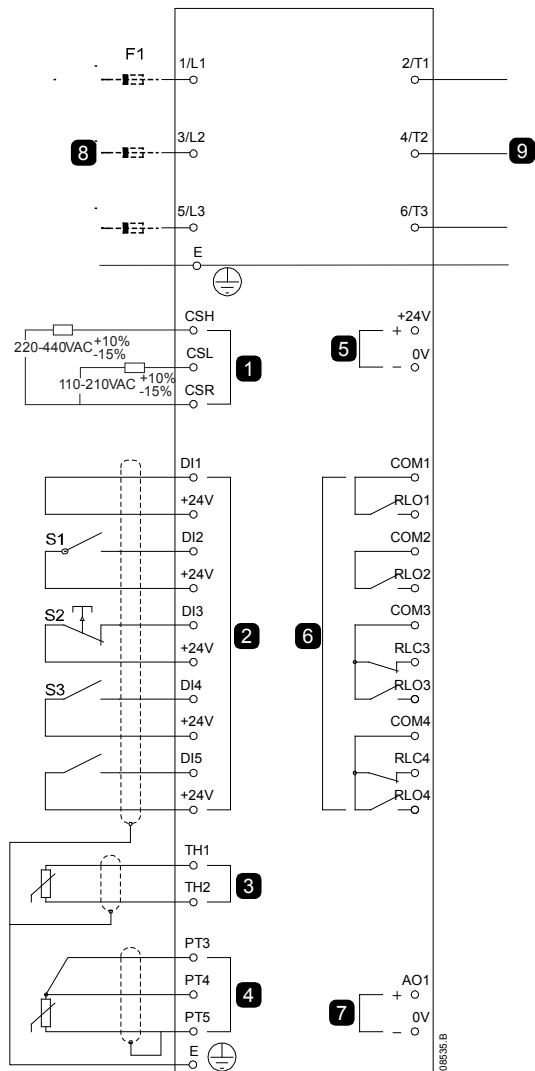 F1
1/L1
2/T1
8
3/L2
4/T2
9
5/L3
6/T3
E
CSH
220-440VAC +10%
-15%
CSL
110-210VAC +10%
-15%
CSR
1
+24V
+
5
0V
−
DI1
+24V
S1
DI2
+24V
S2
DI3
+24V
S3
DI4
+24V
DI5
+24V
2
COM1
RLO1
COM2
RLO2
COM3
6
RLC3
RLO3
COM4
RLC4
RLO4
TH1
TH2
3
PT3
PT4
PT5
4
E
AO1
+
7
0V
−
08535.B